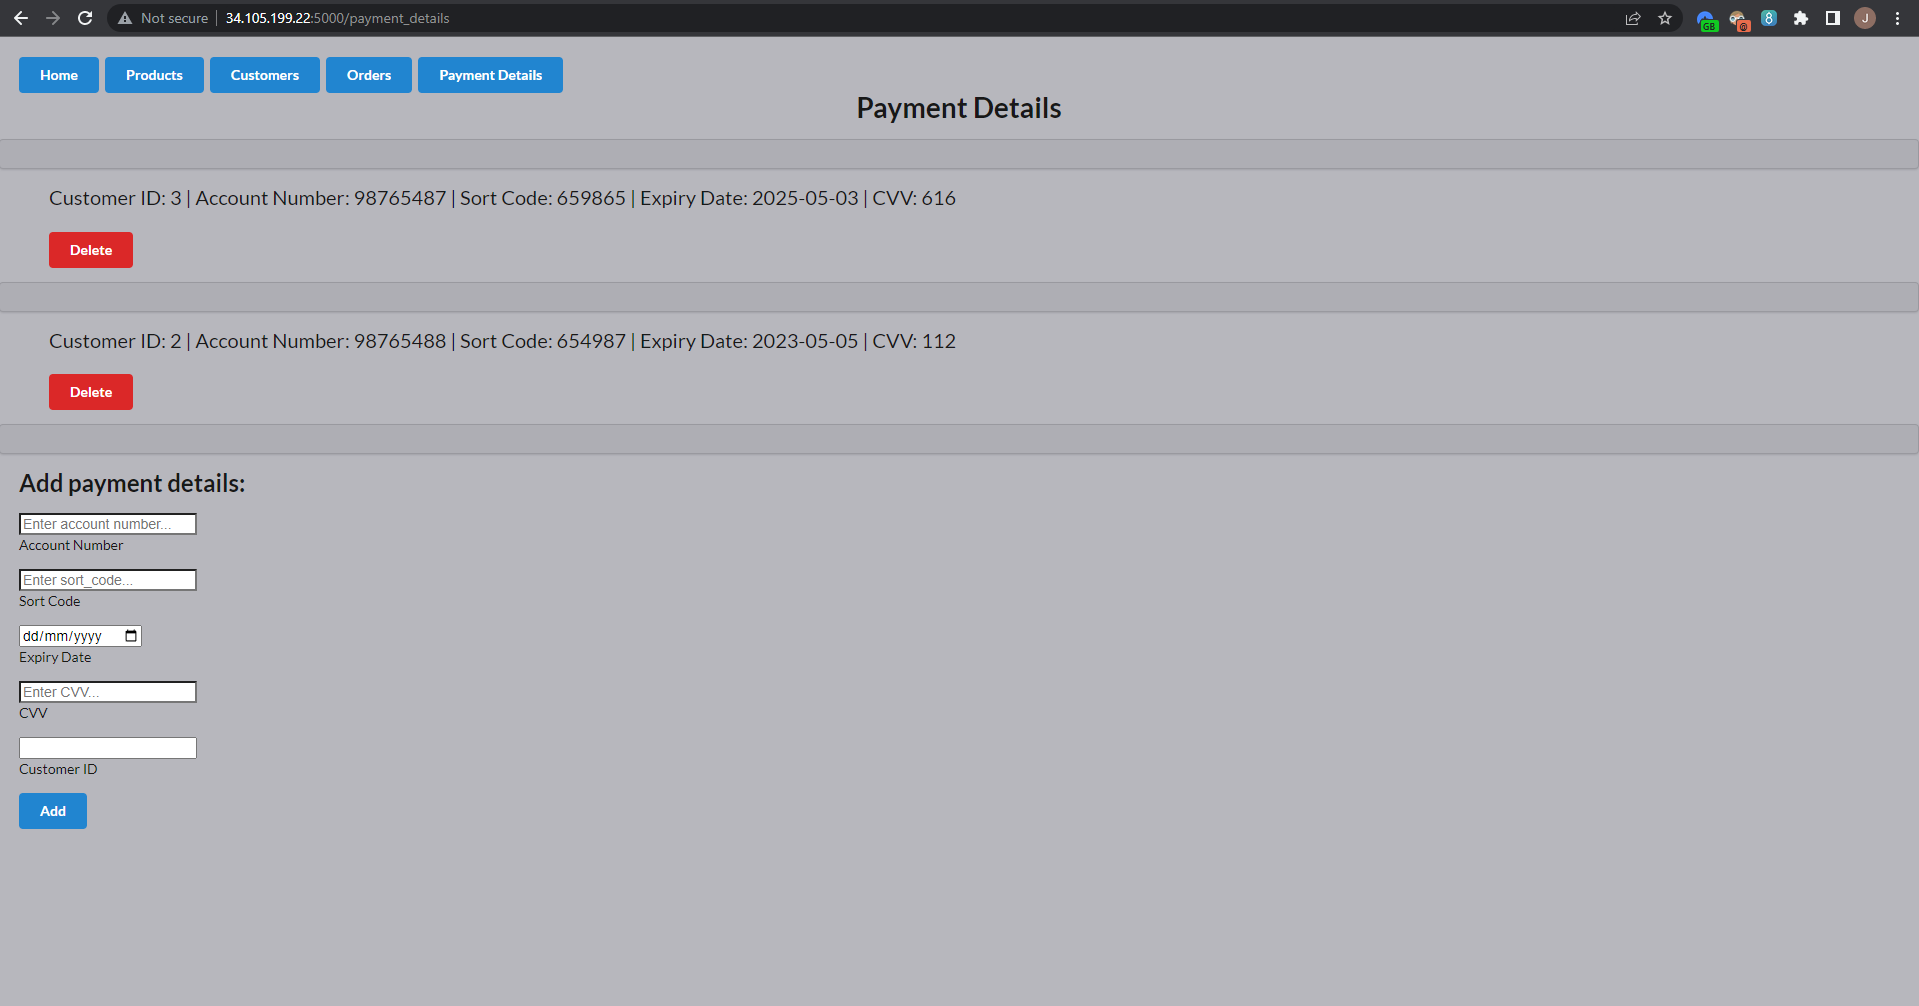 Not secure | 34.105.199.22:5000/payment_details
GB
@
8
J
Home Products Customers Orders Payment Details
Payment Details
Customer ID: 3 | Account Number: 98765487 | Sort Code: 659865 | Expiry Date: 2025-05-03 | CVV: 616
Delete
Customer ID: 2 | Account Number: 98765488 | Sort Code: 654987 | Expiry Date: 2023-05-05 | CVV: 112
Delete
Add payment details:
Enter account number...
Account Number
Enter sort_code...
Sort Code
dd/mm/yyyy
Expiry Date
Enter CVV...
CVV
Customer ID
Add